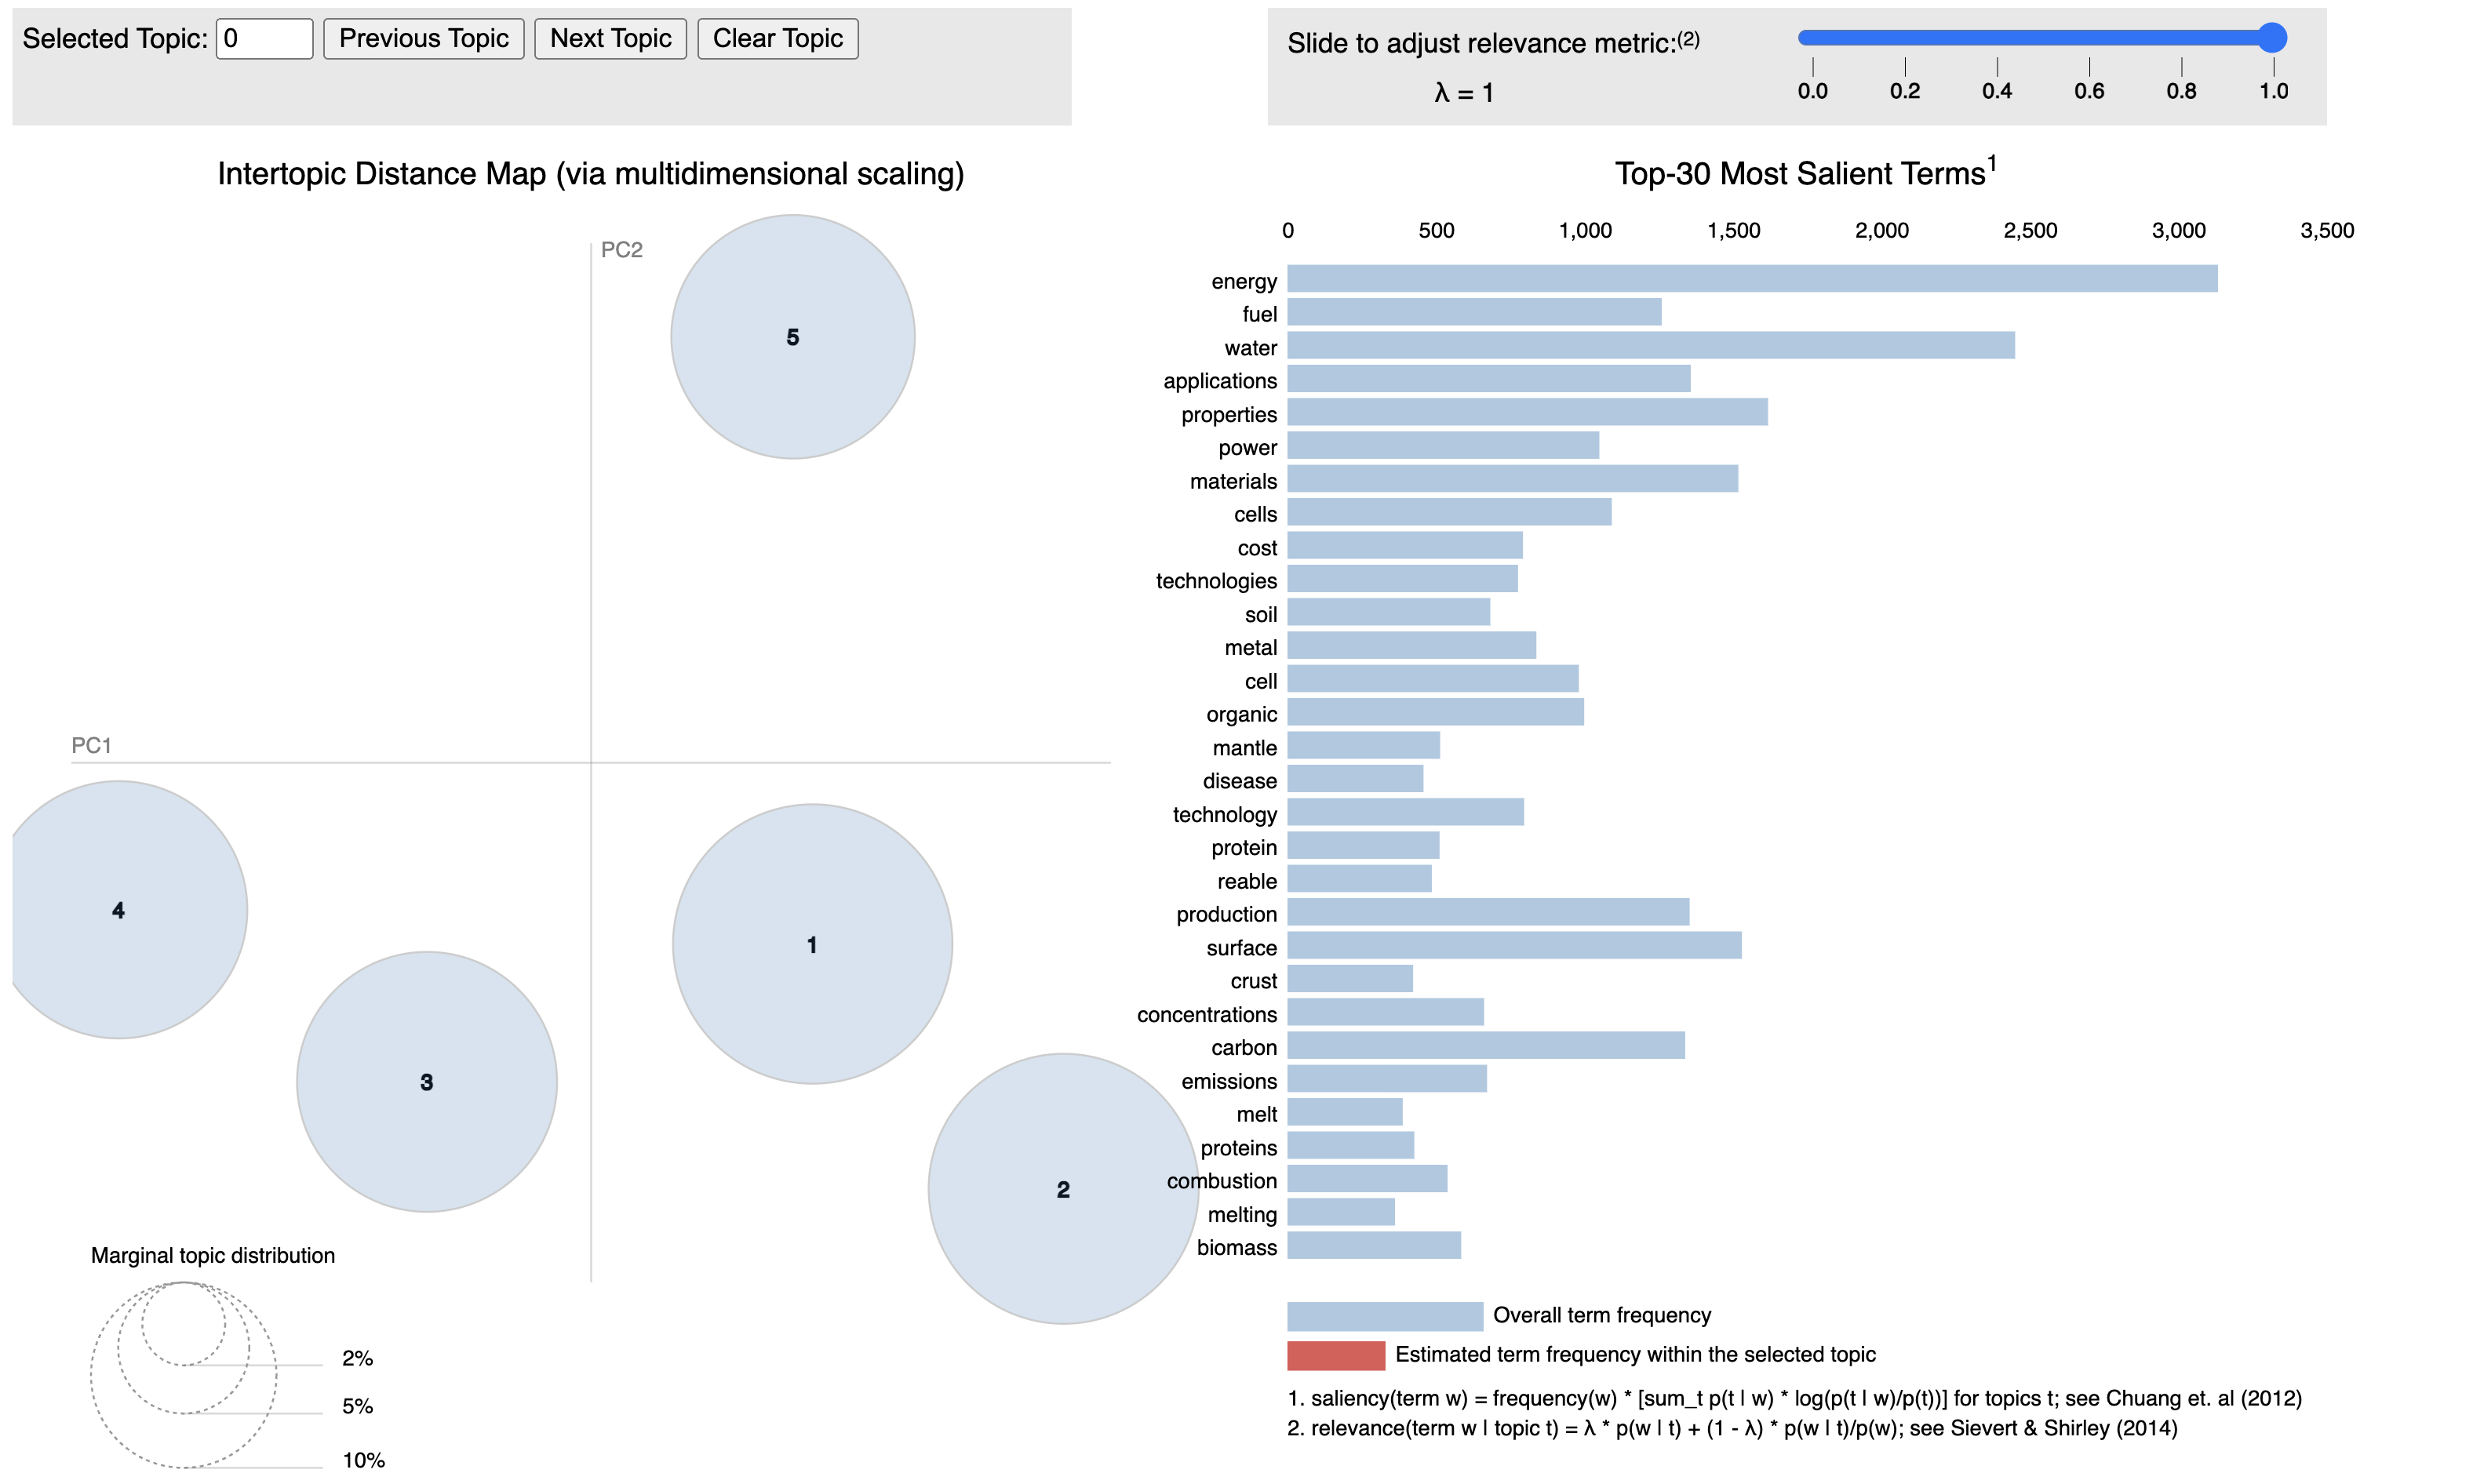 Selected Topic: 0 Previous Topic Next Topic Clear Topic
Slide to adjust relevance metric:(2)
λ = 1
0.0 0.2 0.4 0.6 0.8 1.0
Intertopic Distance Map (via multidimensional scaling)
PC2
PC1
5
4
1
3
2
Marginal topic distribution
2%
5%
10%
Top-30 Most Salient Terms1
0 500 1,000 1,500 2,000 2,500 3,000 3,500
energy
fuel
water
applications
properties
power
materials
cells
cost
technologies
soil
metal
cell
organic
mantle
disease
technology
protein
reable
production
surface
crust
concentrations
carbon
emissions
melt
proteins
combustion
melting
biomass
Overall term frequency
Estimated term frequency within the selected topic
1. saliency(term w) = frequency(w) * [sum_t p(t | w) * log(p(t | w)/p(t))] for topics t; see Chuang et. al (2012)
2. relevance(term w | topic t) = λ * p(w | t) + (1 - λ) * p(w | t)/p(w); see Sievert & Shirley (2014)